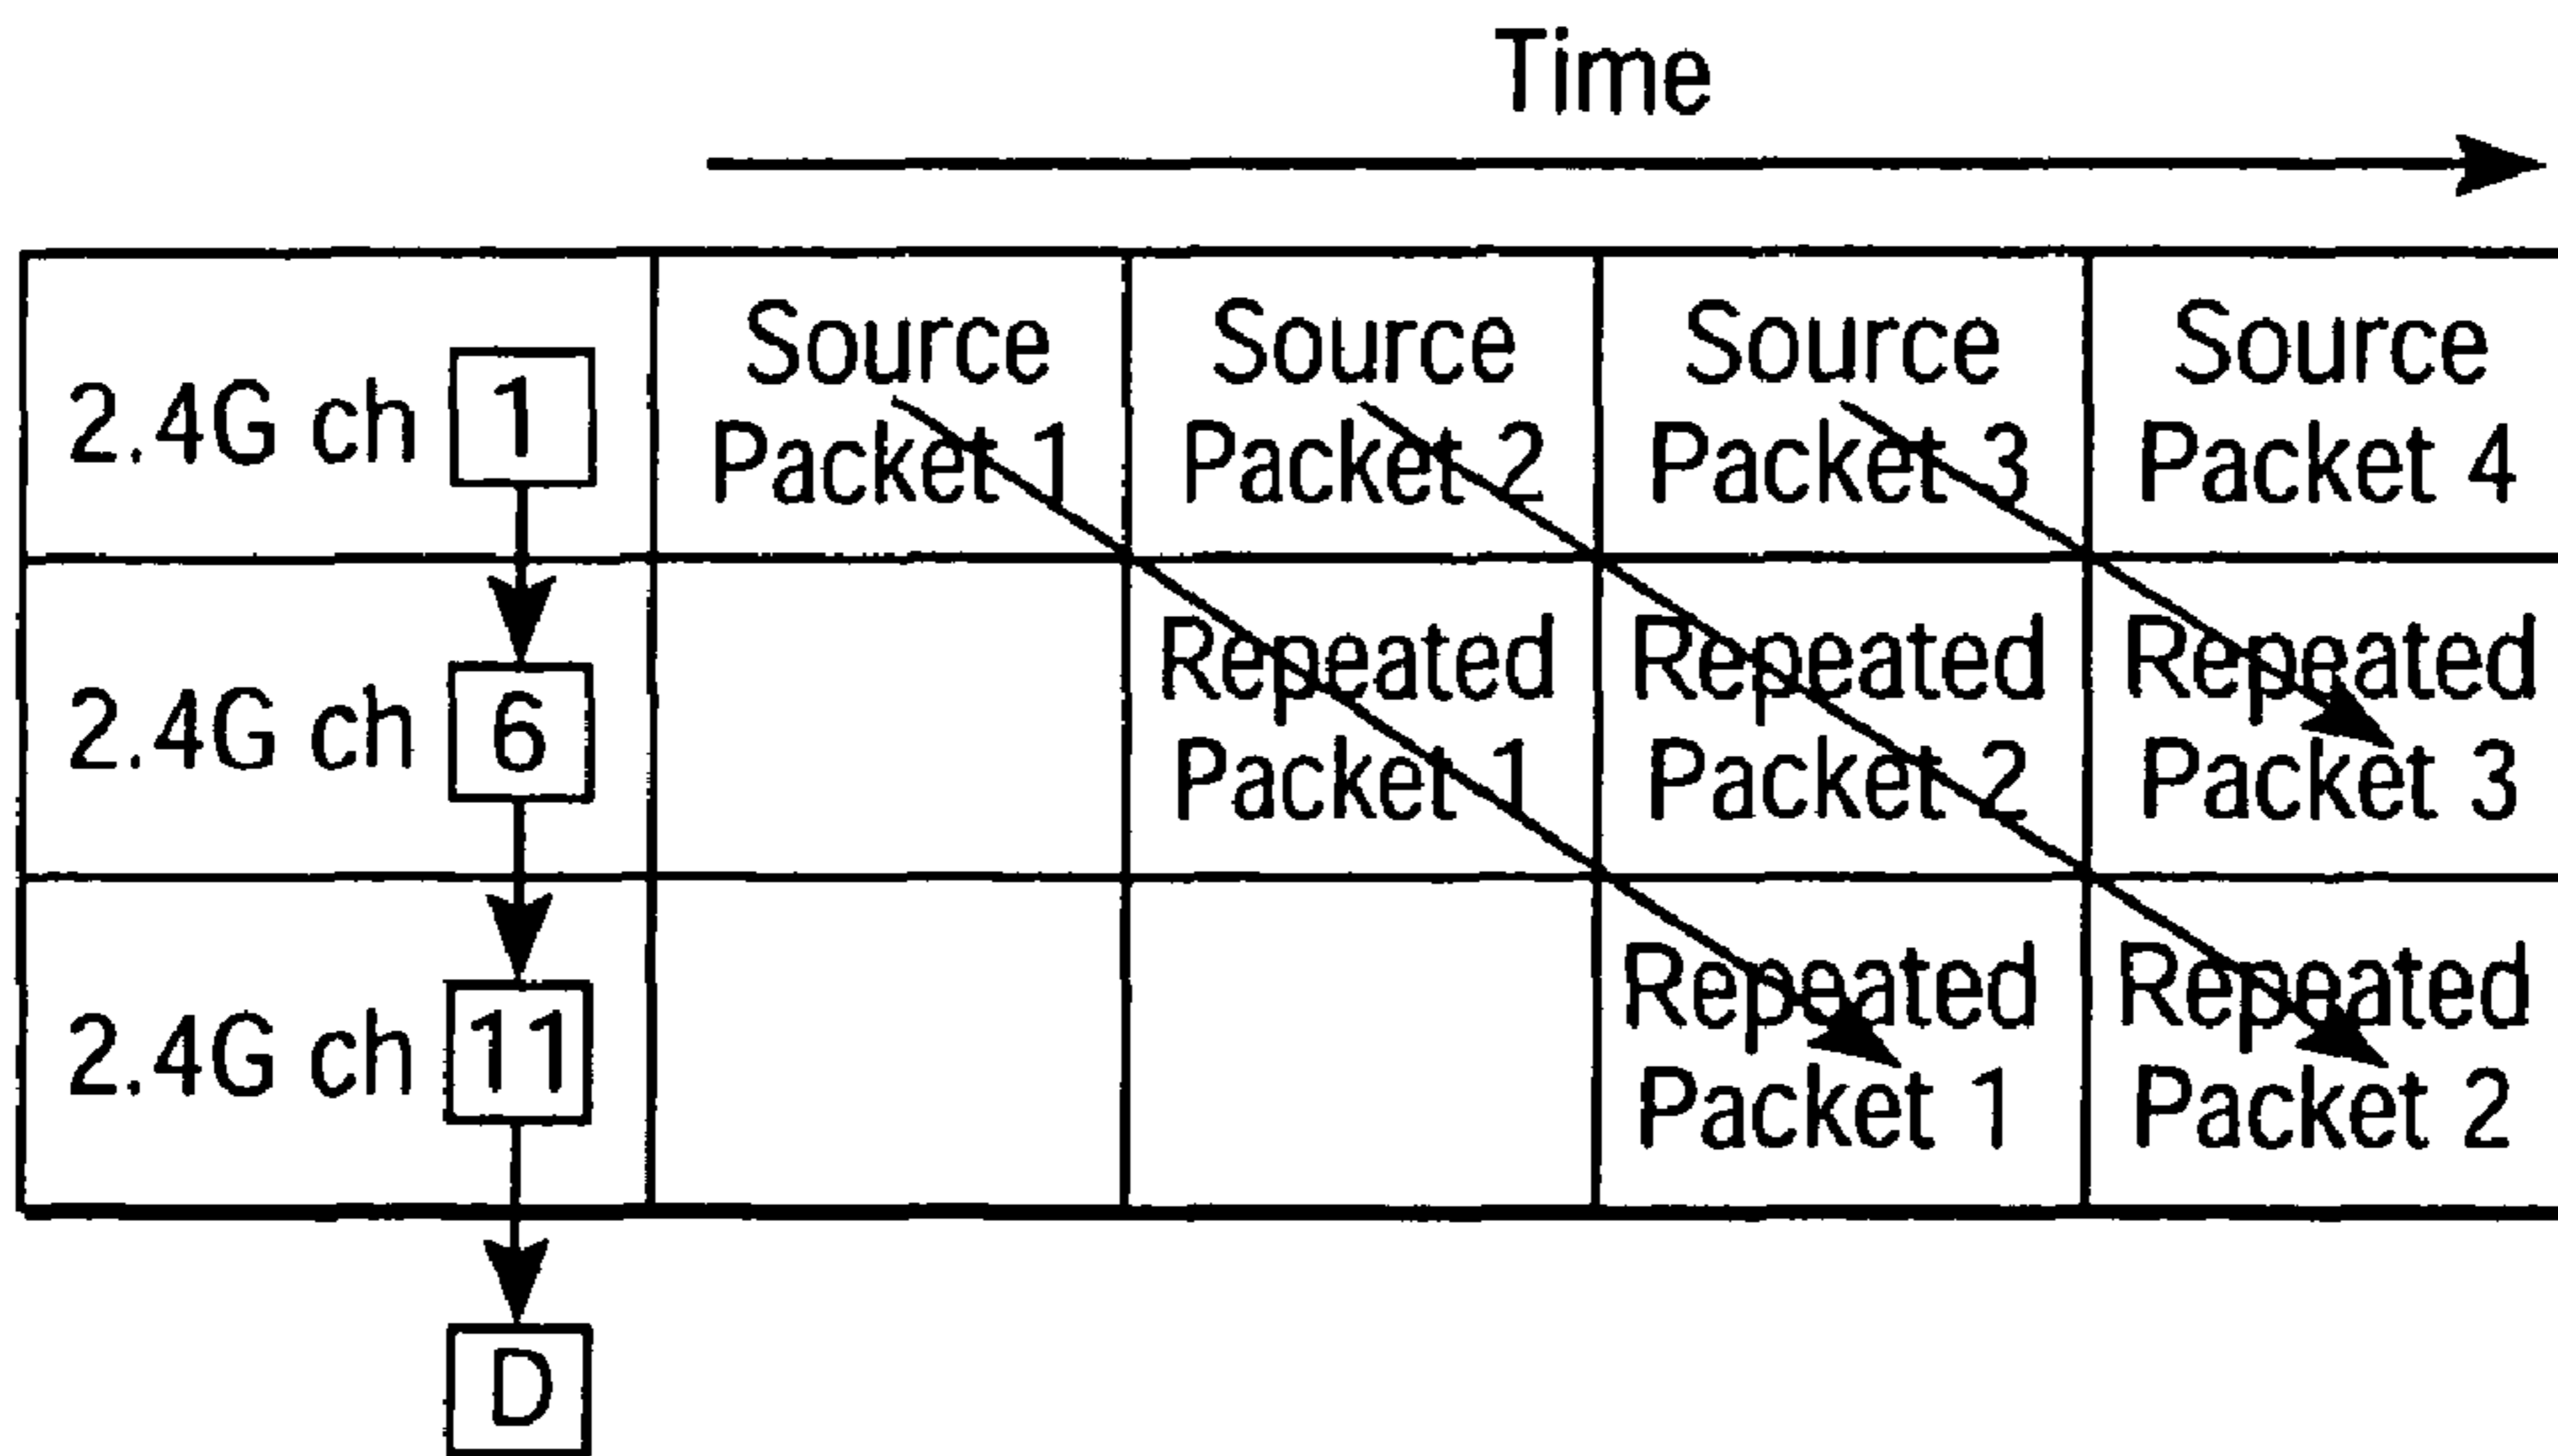 Time
2.4G ch 1
Source
Packet 1
Source
Packet 2
Source
Packet 3
Source
Packet 4
2.4G ch 6
Repeated
Packet 1
Repeated
Packet 2
Repeated
Packet 3
2.4G ch 11
Repeated
Packet 1
Repeated
Packet 2
D